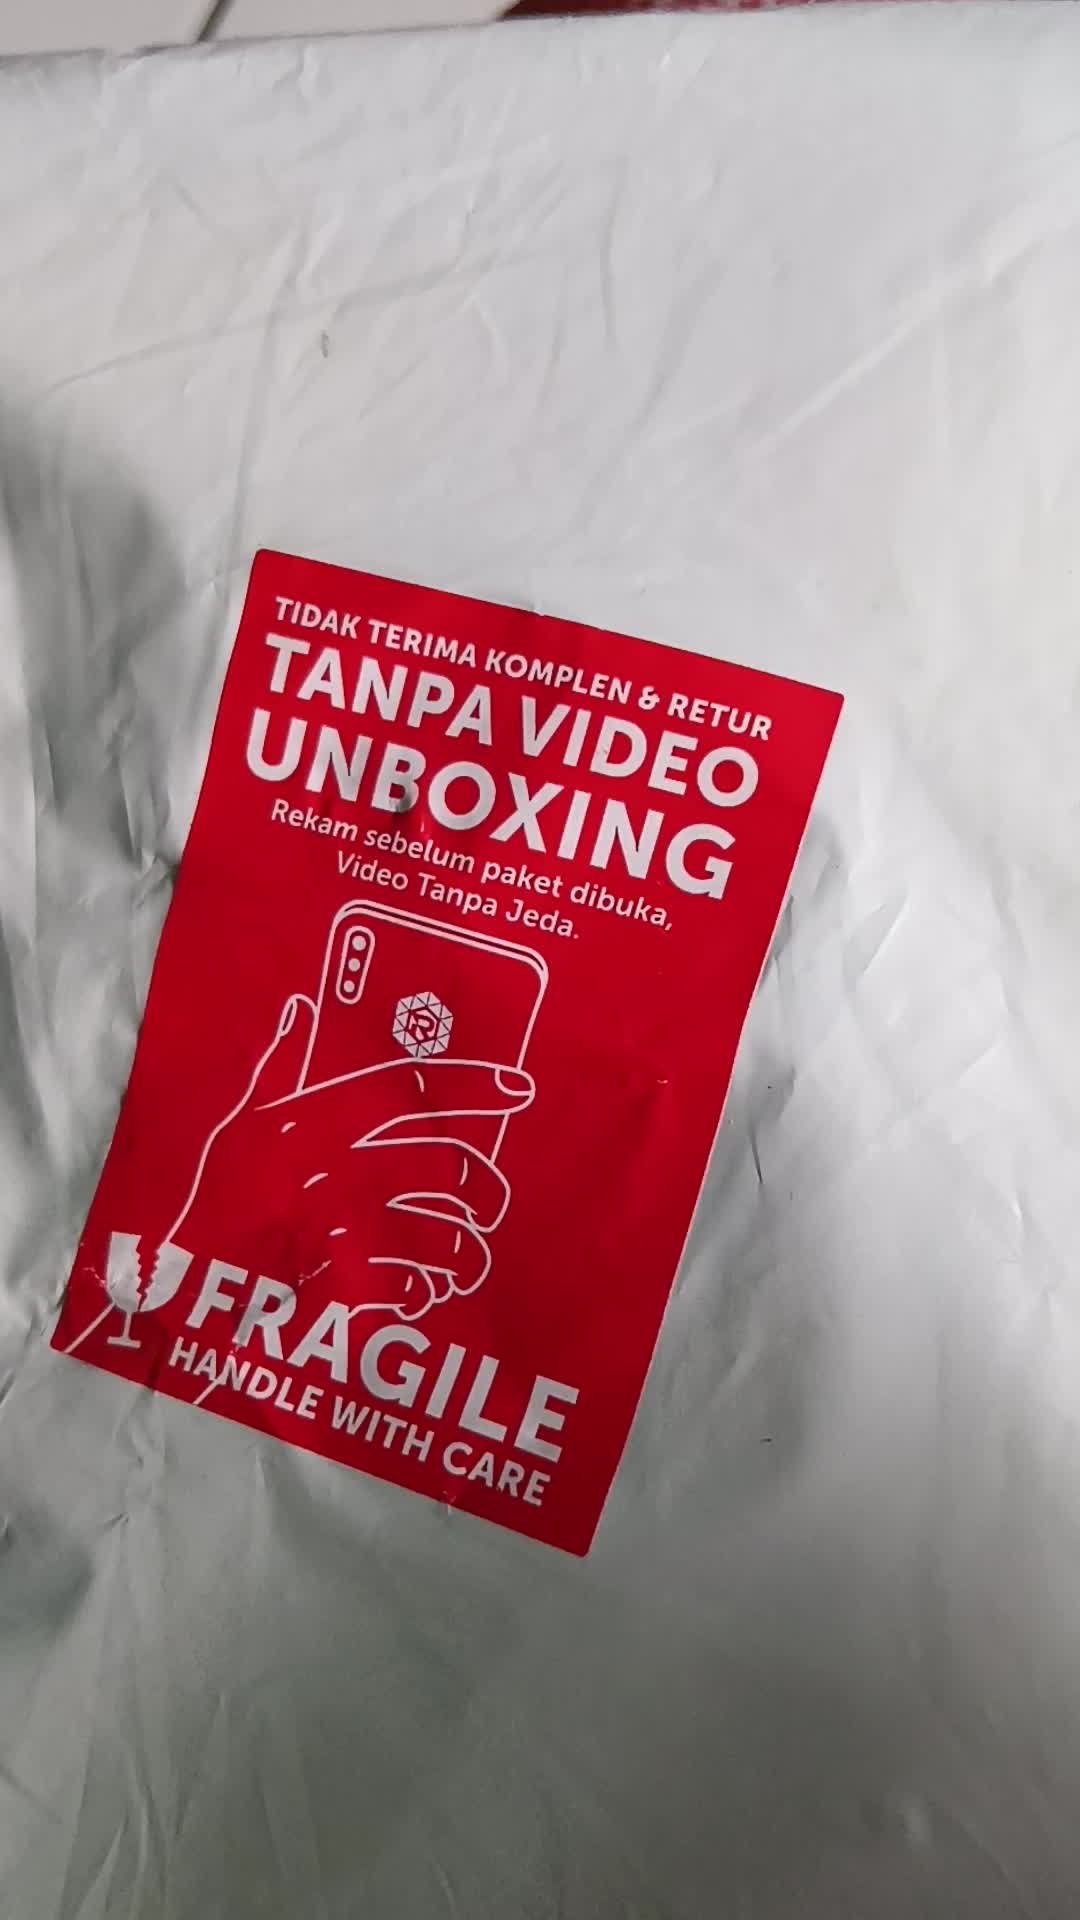 TIDAK TERIMA KOMPLEN & RETUR
TANPA VIDEO
UNBOXING
Rekam sebelum paket dibuka,
Video Tanpa Jeda.
R
FRAGILE
HANDLE WITH CARE